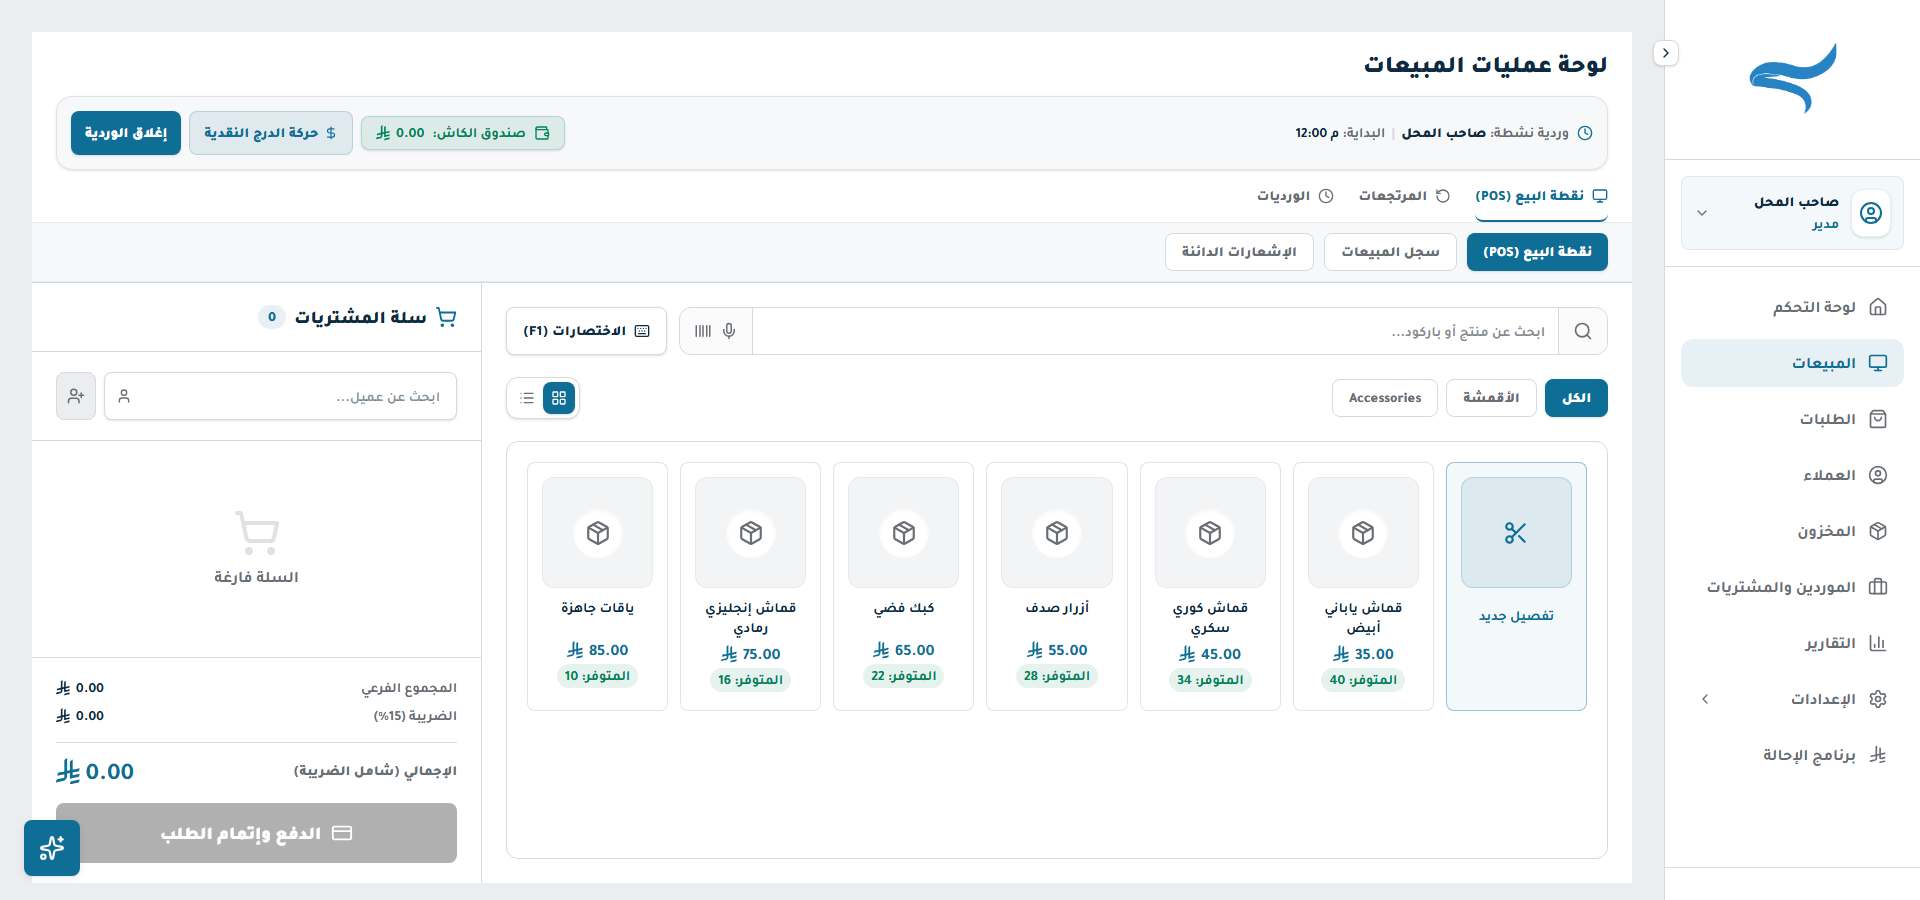 صاحب المحل
مدير
لوحة التحكم
المبيعات
الطلبات
العملاء
المخزون
الموردين والمشتريات
التقارير
الإعدادات
برنامج الإحالة
لوحة عمليات المبيعات
وردية نشطة: صاحب المحل | البداية: 12:00 م
صندوق الكاش: 0.00
حركة الدرج النقدية
إغلاق الوردية
نقطة البيع (POS)
المرتجعات
الورديات
نقطة البيع (POS)
سجل المبيعات
الإشعارات الدائنة
ابحث عن منتج أو باركود...
الاختصارات (F1)
الكل
الأقمشة
Accessories
تفصيل جديد
قماش ياباني
أبيض
35.00
المتوفر: 40
قماش كوري
سكري
45.00
المتوفر: 34
أزرار صدف
55.00
المتوفر: 28
كبك فضي
65.00
المتوفر: 22
قماش إنجليزي
رمادي
75.00
المتوفر: 16
ياقات جاهزة
85.00
المتوفر: 10
سلة المشتريات 0
ابحث عن عميل...
السلة فارغة
المجموع الفرعي 0.00
الضريبة (15%) 0.00
الإجمالي (شامل الضريبة) 0.00
الدفع وإتمام الطلب